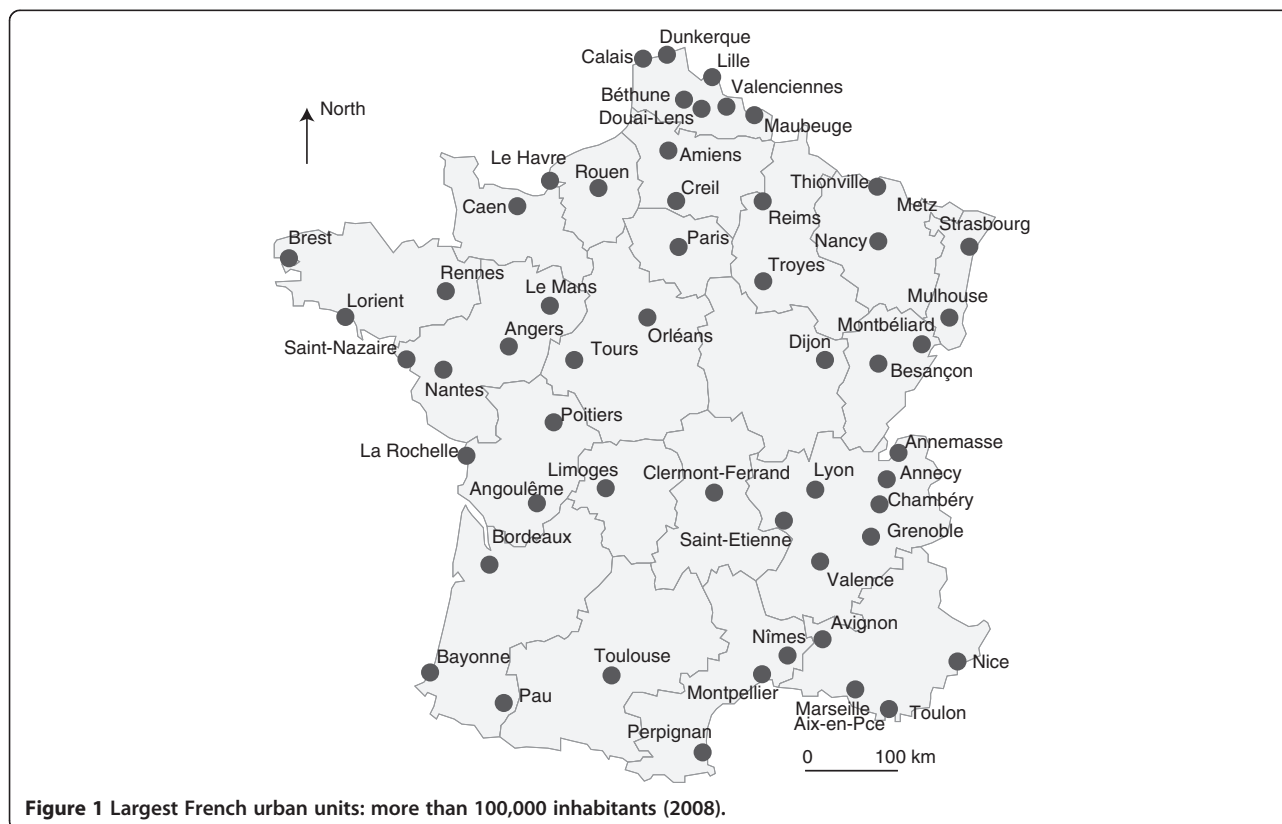 Dunkerque
Calais
Lille
Valenciennes
Béthune
Douai-Lens
Maubeuge
North
Amiens
Le Havre
Rouen
Creil
Thionville
Metz
Caen
Reims
Strasbourg
Paris
Nancy
Brest
Troyes
Rennes
Le Mans
Lorient
Mulhouse
Montbéliard
Orléans
Angers
Dijon
Saint-Nazaire
Tours
Besançon
Nantes
Poitiers
Annemasse
La Rochelle
Limoges
Clermont-Ferrand
Lyon
Annecy
Angoulême
Chambéry
Grenoble
Saint-Etienne
Bordeaux
Valence
Avignon
Nîmes
Bayonne
Toulouse
Nice
Montpellier
Pau
Marseille
Aix-en-Pce
Toulon
Perpignan
0 100 km
Figure 1 Largest French urban units: more than 100,000 inhabitants (2008).